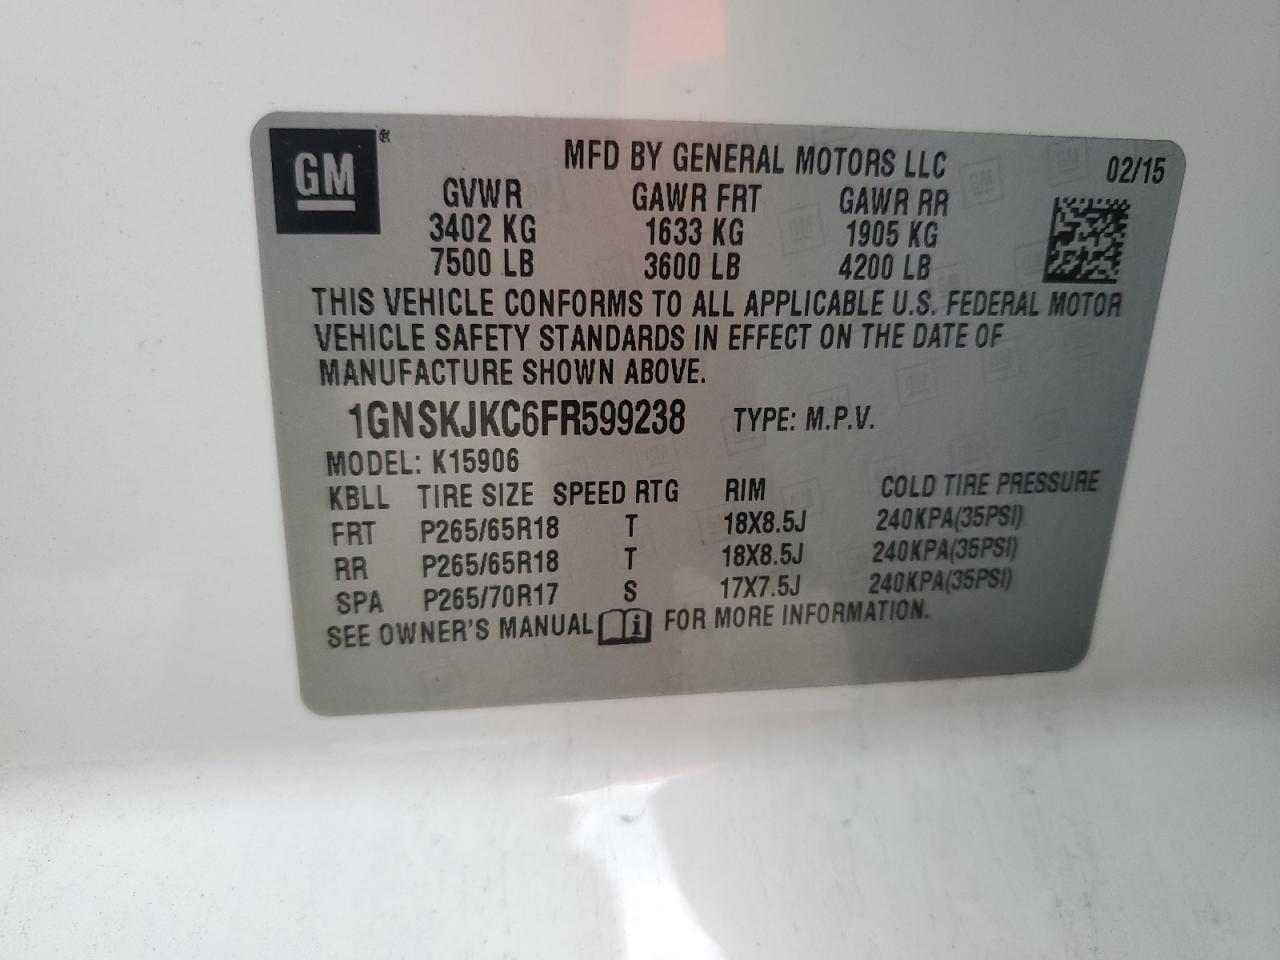 GM ®
MFD BY GENERAL MOTORS LLC 02/15
GVWR GAWR FRT GAWR RR
3402 KG 1633 KG 1905 KG
7500 LB 3600 LB 4200 LB
THIS VEHICLE CONFORMS TO ALL APPLICABLE U.S. FEDERAL MOTOR
VEHICLE SAFETY STANDARDS IN EFFECT ON THE DATE OF
MANUFACTURE SHOWN ABOVE.
1GNSKJKC6FR599238 TYPE: M.P.V.
MODEL: K15906
KBLL TIRE SIZE SPEED RTG RIM COLD TIRE PRESSURE
FRT P265/65R18 T 18X8.5J 240KPA(35PSI)
RR P265/65R18 T 18X8.5J 240KPA(35PSI)
SPA P265/70R17 S 17X7.5J 240KPA(35PSI)
SEE OWNER'S MANUAL i FOR MORE INFORMATION.